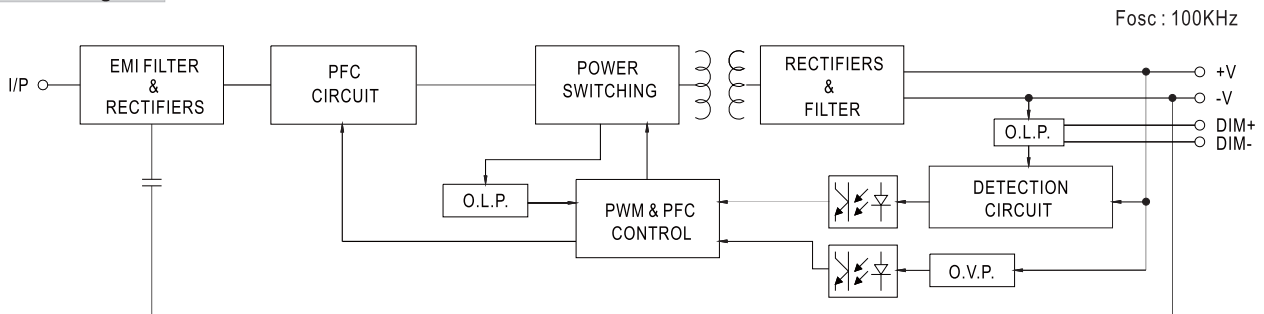 Fosc : 100KHz
I/P
EMI FILTER
&
RECTIFIERS
PFC
CIRCUIT
POWER
SWITCHING
RECTIFIERS
&
FILTER
+V
-V
DIM+
DIM-
O.L.P.
O.L.P.
PWM & PFC
CONTROL
DETECTION
CIRCUIT
O.V.P.